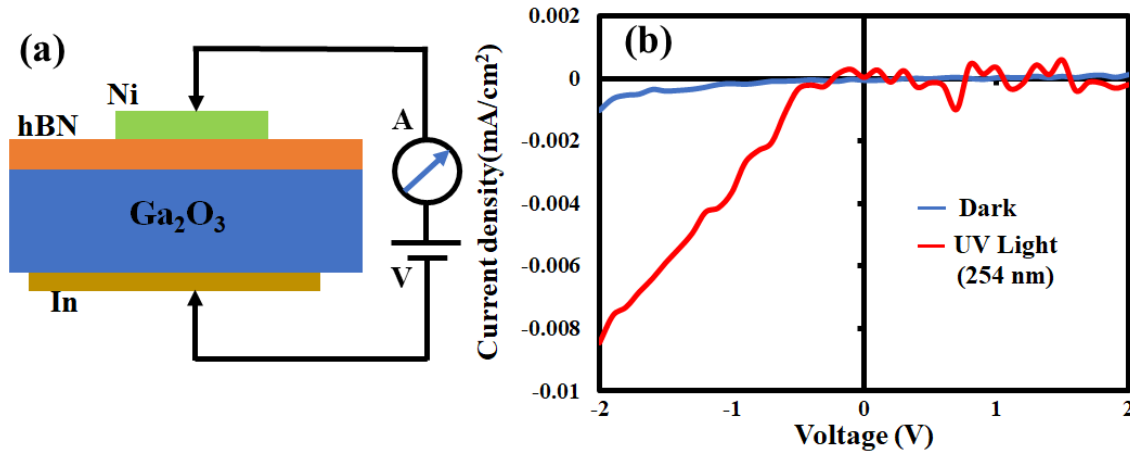 (a)
Ni
hBN
Ga₂O₃
In
A
V
(b)
Current density(mA/cm²)
0.002
0
-0.002
-0.004
-0.006
-0.008
-0.01
Dark
UV Light
(254 nm)
-2
-1
0
1
2
Voltage (V)